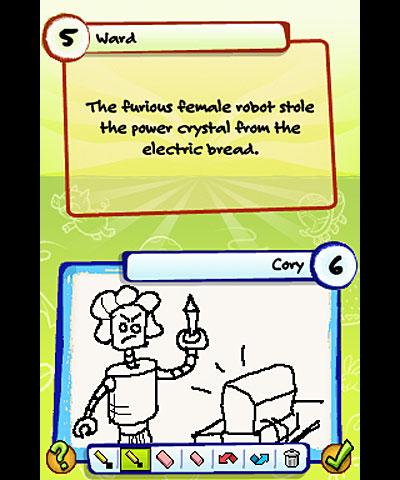 5 Ward
The furious female robot stole
the power crystal from the
electric bread.
Cory 6
?